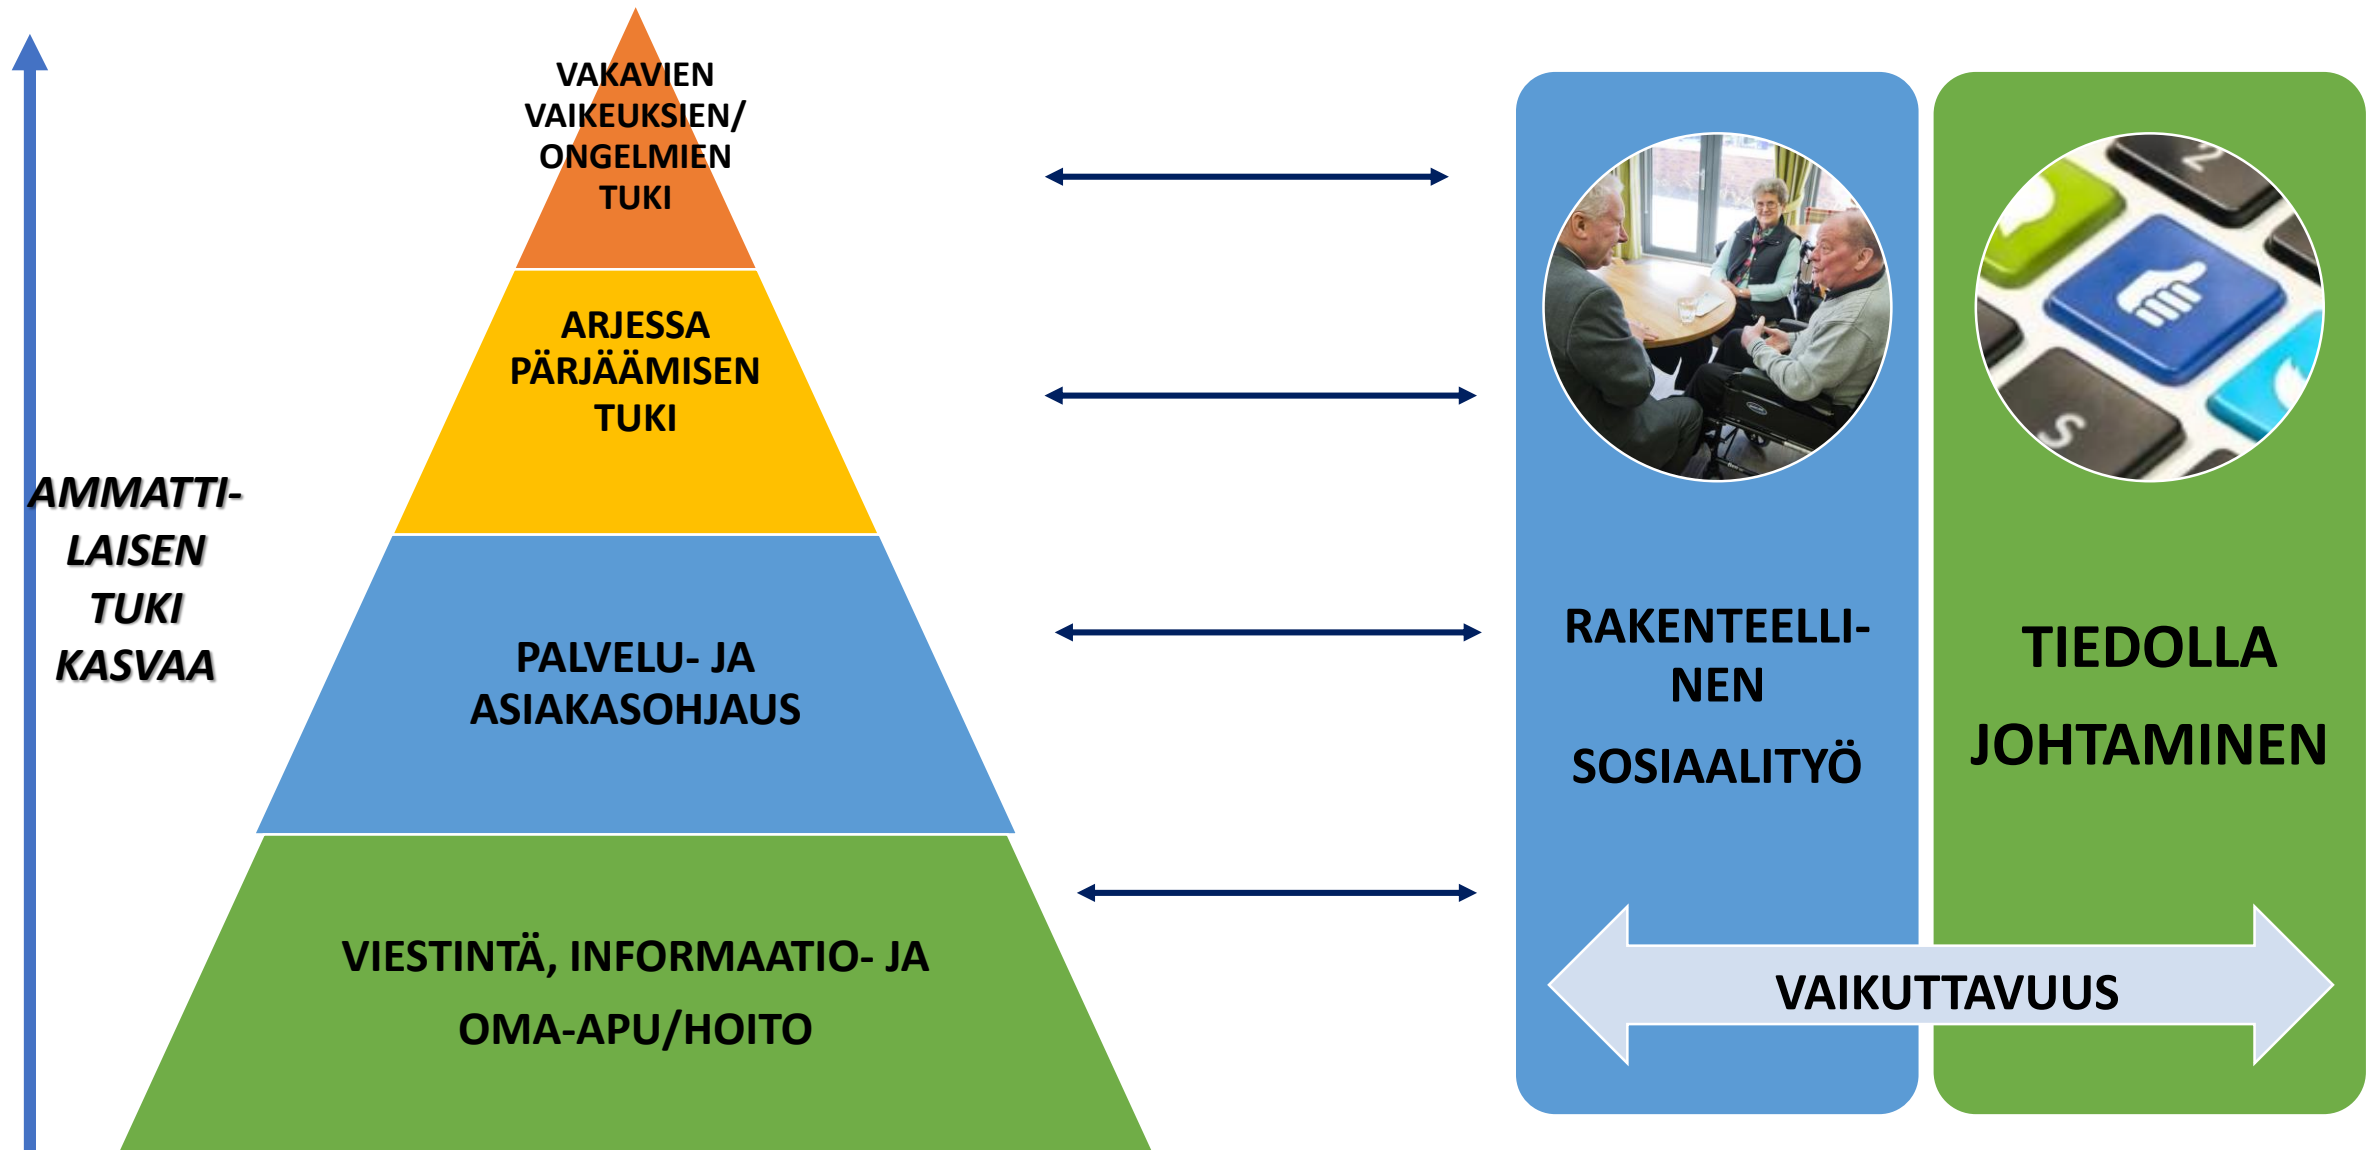 VAKAVIEN
VAIKEUKSIEN/
ONGELMIEN
TUKI
ARJESSA
PÄRJÄÄMISEN
TUKI
AMMATTI-
LAISEN
TUKI
KASVAA
PALVELU- JA
ASIAKASOHJAUS
VIESTINTÄ, INFORMAATIO- JA
OMA-APU/HOITO
2
S
RAKENTEELLI-
NEN
SOSIAALITYÖ
TIEDOLLA
JOHTAMINEN
VAIKUTTAVUUS